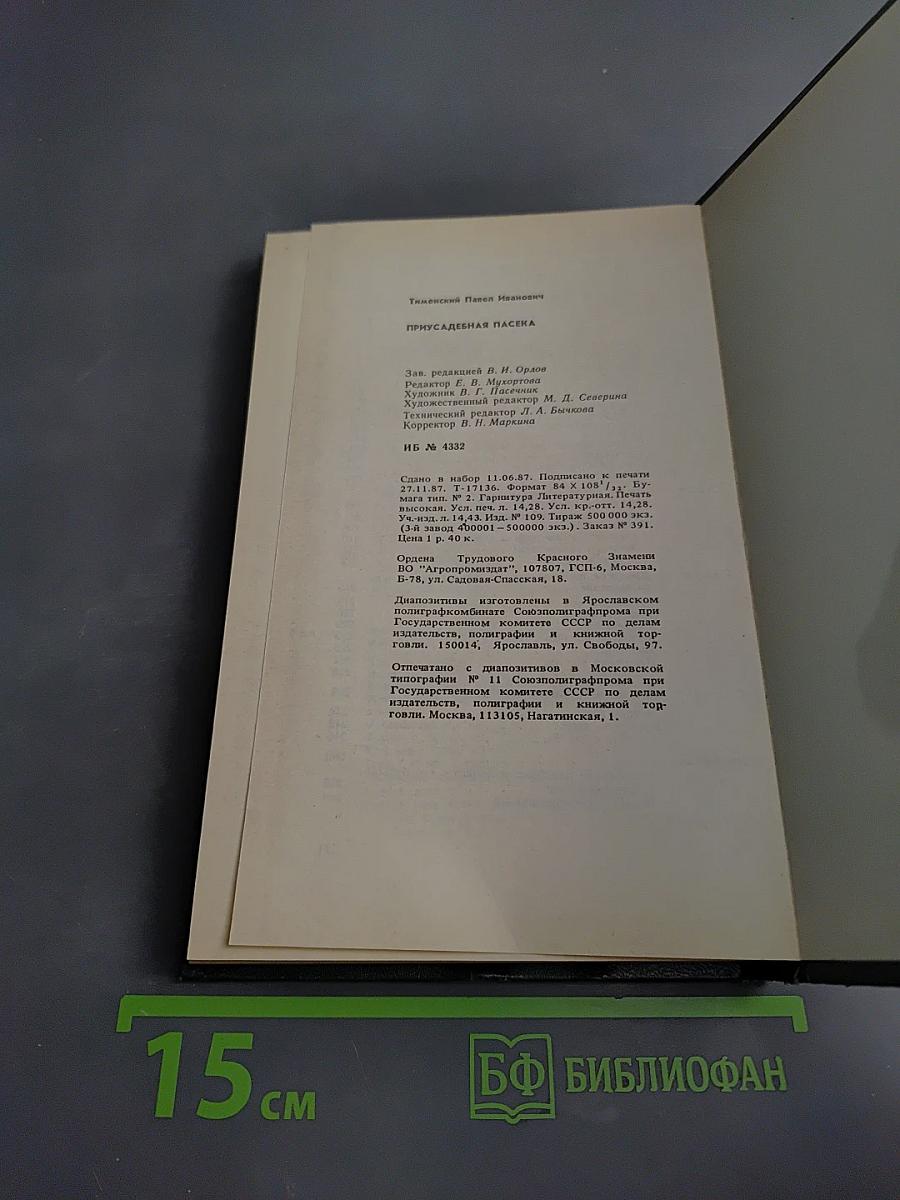 Тименский Павел Иванович
ПРИУСАДЕБНАЯ ПАСЕКА
Зав. редакцией В. И. Орлов
Редактор Е. В. Мухортова
Художник В. Г. Пасечник
Художественный редактор М. Д. Северина
Технический редактор Л. А. Бычкова
Корректор В. Н. Маркина
ИБ № 4332
Сдано в набор 11.06.87. Подписано к печати
27.11.87. Т-17136. Формат 84 X 108¹/₃₂. Бу-
мага тип. № 2. Гарнитура Литературная. Печать
высокая. Усл. печ. л. 14,28. Усл. кр.-отт. 14,28.
Уч.-изд. л. 14,43. Изд. № 109. Тираж 500 000 экз.
(3-й завод 400001 – 500000 экз.). Заказ № 391.
Цена 1 р. 40 к.
Ордена Трудового Красного Знамени
ВО "Агропромиздат", 107807, ГСП-6, Москва,
Б-78, ул. Садовая-Спасская, 18.
Диапозитивы изготовлены в Ярославском
полиграфкомбинате Союзполиграфпрома при
Государственном комитете СССР по делам
издательств, полиграфии и книжной тор-
говли. 150014, Ярославль, ул. Свободы, 97.
Отпечатано с диапозитивов в Московской
типографии № 11 Союзполиграфпрома при
Государственном комитете СССР по делам
издательств, полиграфии и книжной тор-
говли. Москва, 113105, Нагатинская, 1.
15 см
БФ БИБЛИОФАН